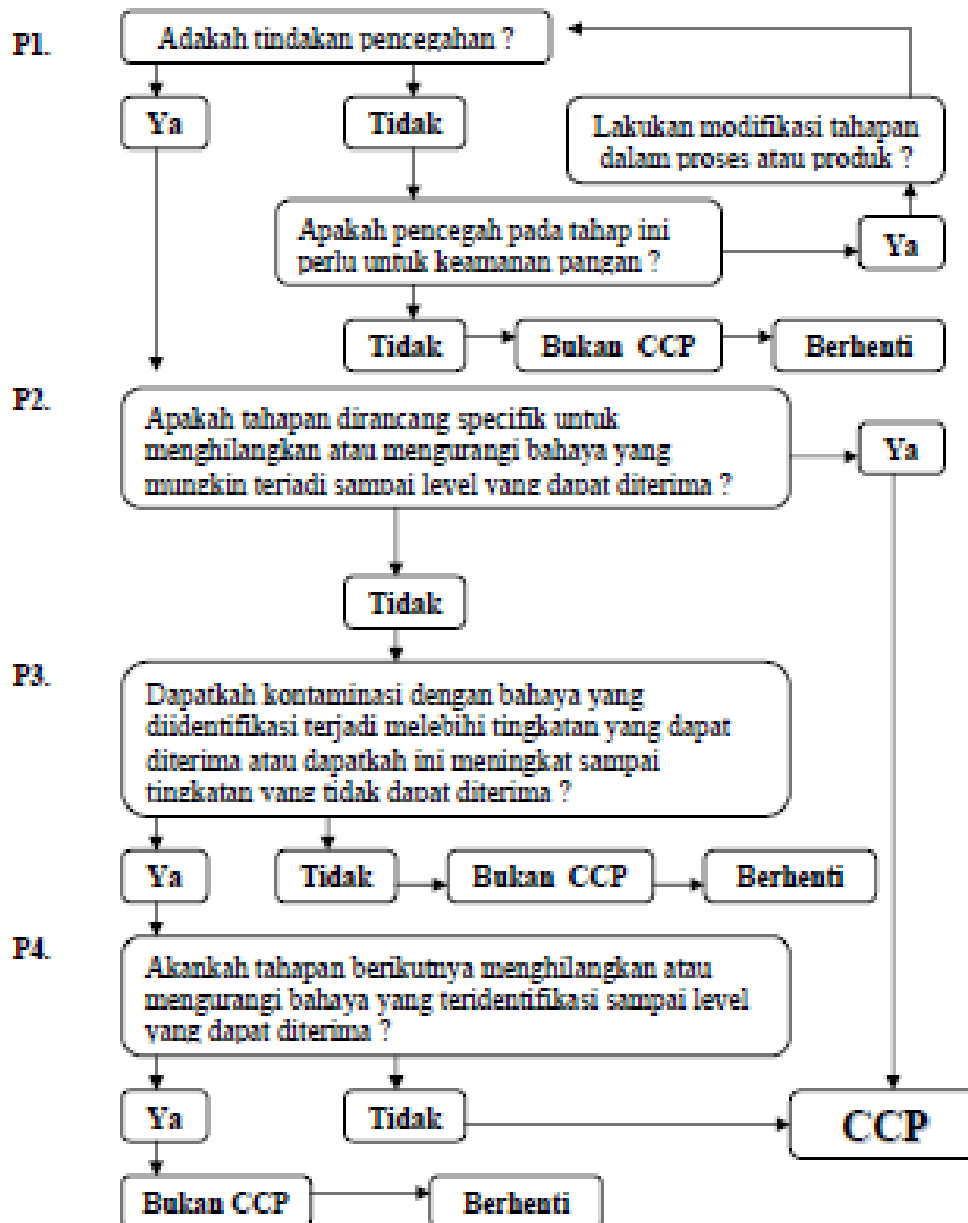 P1.
Adakah tindakan pencegahan ?
Ya
Tidak
Lakukan modifikasi tahapan
dalam proses atau produk ?
Apakah pencegah pada tahap ini
perlu untuk keamanan pangan ?
Ya
Tidak
Bukan CCP
Berhenti
P2.
Apakah tahapan dirancang specifik untuk
menghilangkan atau mengurangi bahaya yang
mungkin terjadi sampai level yang dapat diterima ?
Ya
Tidak
P3.
Dapatkah kontaminasi dengan bahaya yang
diidentifikasi terjadi melebihi tingkatan yang dapat
diterima atau dapatkah ini meningkat sampai
tingkatan yang tidak dapat diterima ?
Ya
Tidak
Bukan CCP
Berhenti
P4.
Akankah tahapan berikutnya menghilangkan atau
mengurangi bahaya yang teridentifikasi sampai level
yang dapat diterima ?
Ya
Tidak
CCP
Bukan CCP
Berhenti